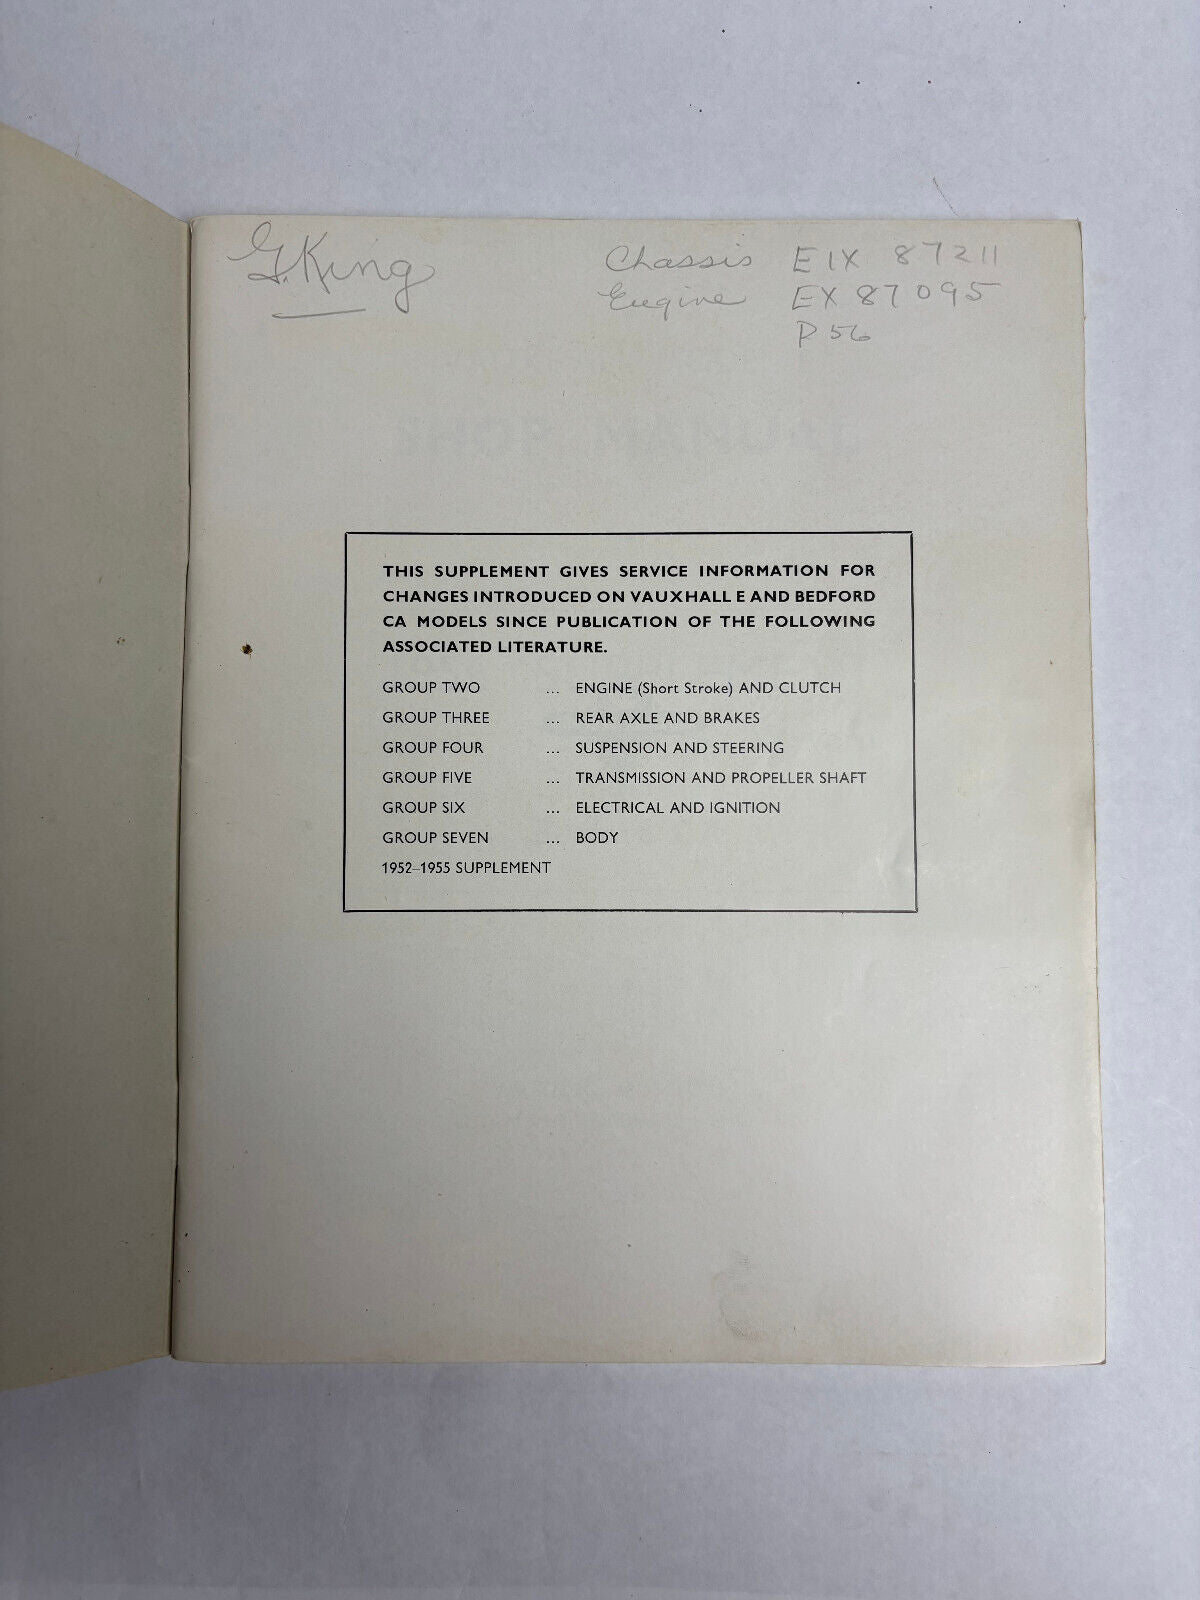 G. King
Chassis E1X 87211
Engine EX 87095
P 56
THIS SUPPLEMENT GIVES SERVICE INFORMATION FOR
CHANGES INTRODUCED ON VAUXHALL E AND BEDFORD
CA MODELS SINCE PUBLICATION OF THE FOLLOWING
ASSOCIATED LITERATURE.
GROUP TWO ... ENGINE (Short Stroke) AND CLUTCH
GROUP THREE ... REAR AXLE AND BRAKES
GROUP FOUR ... SUSPENSION AND STEERING
GROUP FIVE ... TRANSMISSION AND PROPELLER SHAFT
GROUP SIX ... ELECTRICAL AND IGNITION
GROUP SEVEN ... BODY
1952–1955 SUPPLEMENT